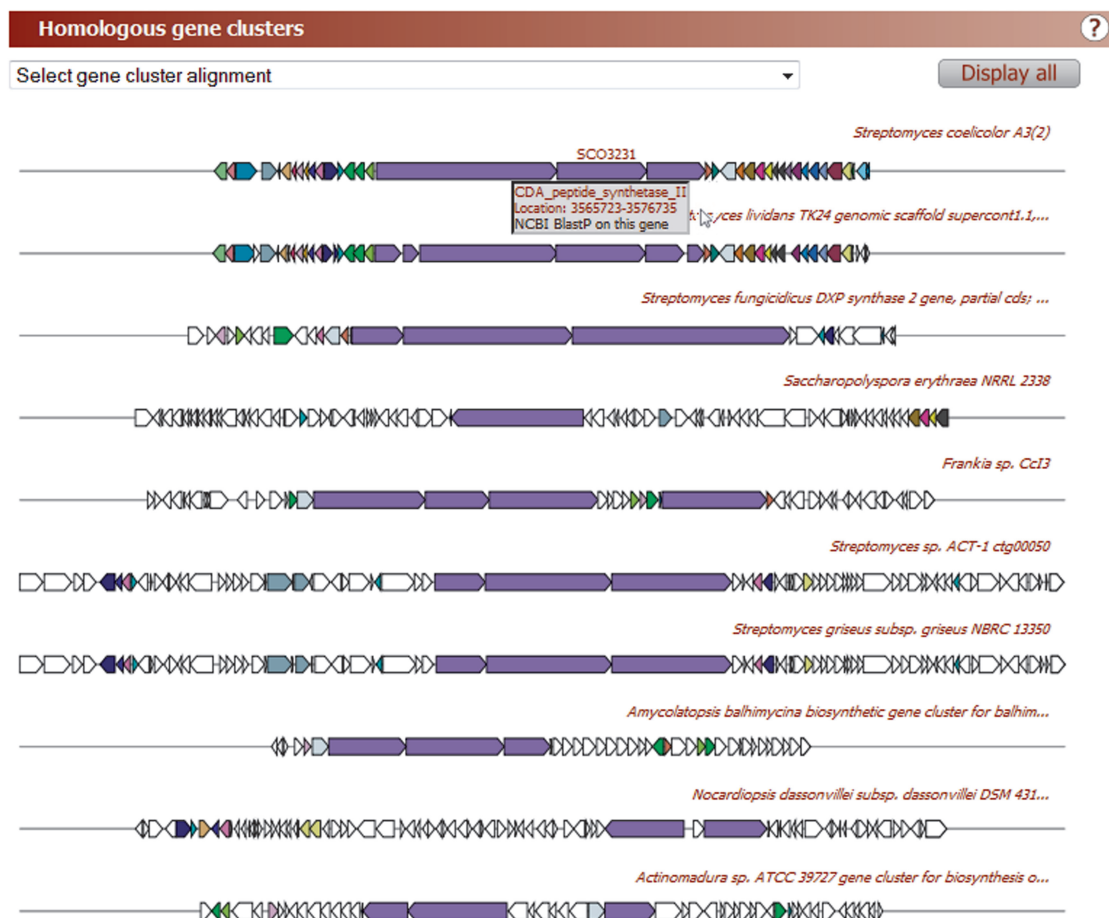 Homologous gene clusters
?
Select gene cluster alignment
Display all
Streptomyces coelicolor A3(2)
SCO3231
CDA_peptide_syntetase_II
Location: 3565723-3576735
NCBI BlastP on this gene
yces lividans TK24 genomic scaffold supercont1.1,...
Streptomyces fungicidicus DXP synthase 2 gene, partial cds; ...
Saccharopolyspora erythraea NRRL 2338
Frankia sp. CcI3
Streptomyces sp. ACT-1 ctg00050
Streptomyces griseus subsp. griseus NBRC 13350
Amycolatopsis balhimycina biosynthetic gene cluster for balhim...
Nocardiopsis dassonvillei subsp. dassonvillei DSM 431...
Actinomadura sp. ATCC 39727 gene cluster for biosynthesis o...